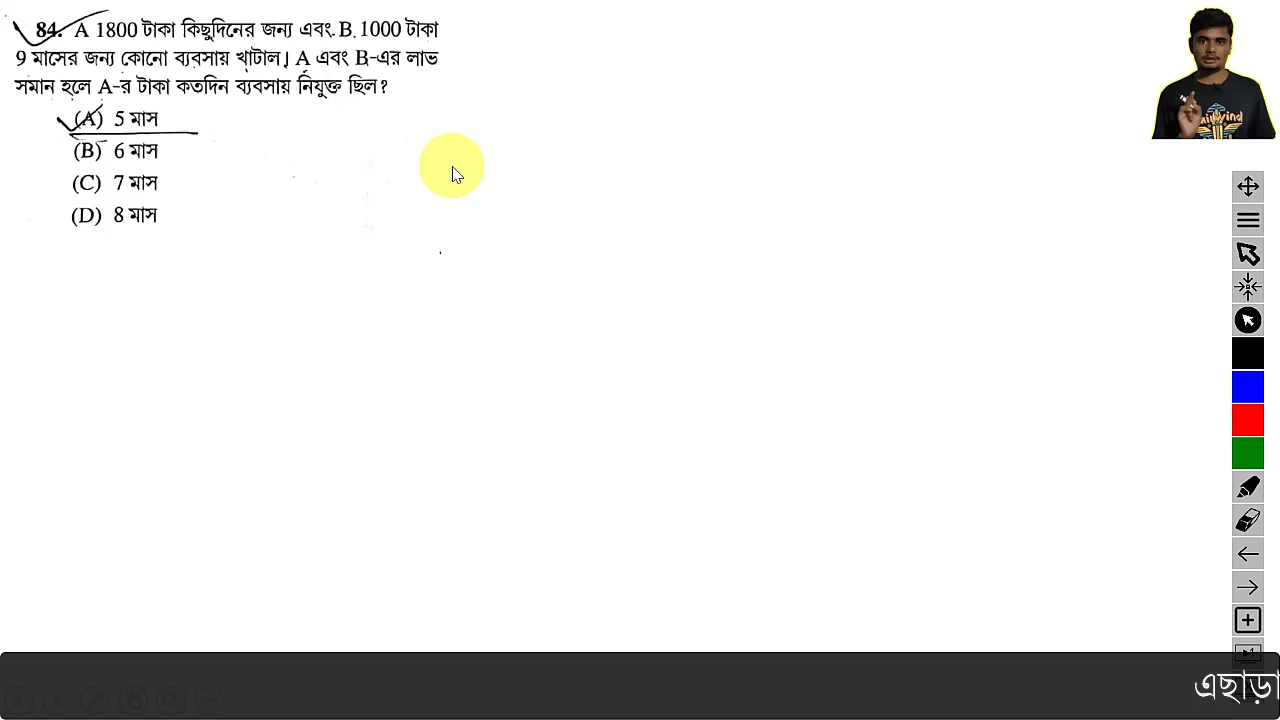 84. A 1800 টাকা কিছুদিনের জন্য এবং B 1000 টাকা
9 মাসের জন্য কোনো ব্যবসায় খাটাল। A এবং B-এর লাভ
সমান হলে A-র টাকা কতদিন ব্যবসায় নিযুক্ত ছিল?
(A) 5 মাস
(B) 6 মাস
(C) 7 মাস
(D) 8 মাস
এছাড়া